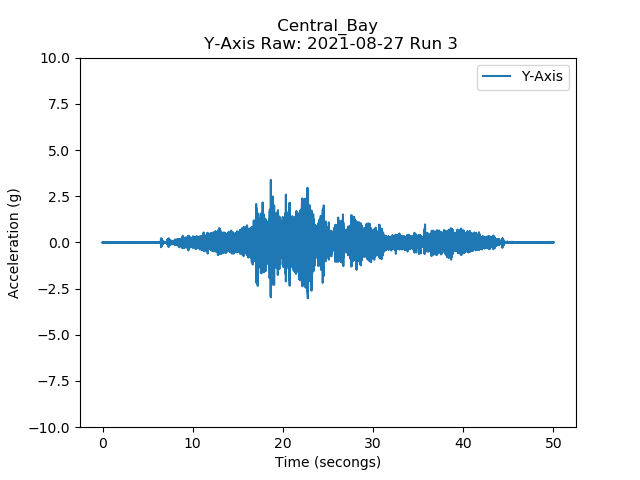 Central_Bay
Y-Axis Raw: 2021-08-27 Run 3
Y-Axis
10.0
7.5
5.0
2.5
0.0
−2.5
−5.0
−7.5
−10.0
Acceleration (g)
0 10 20 30 40 50
Time (secongs)